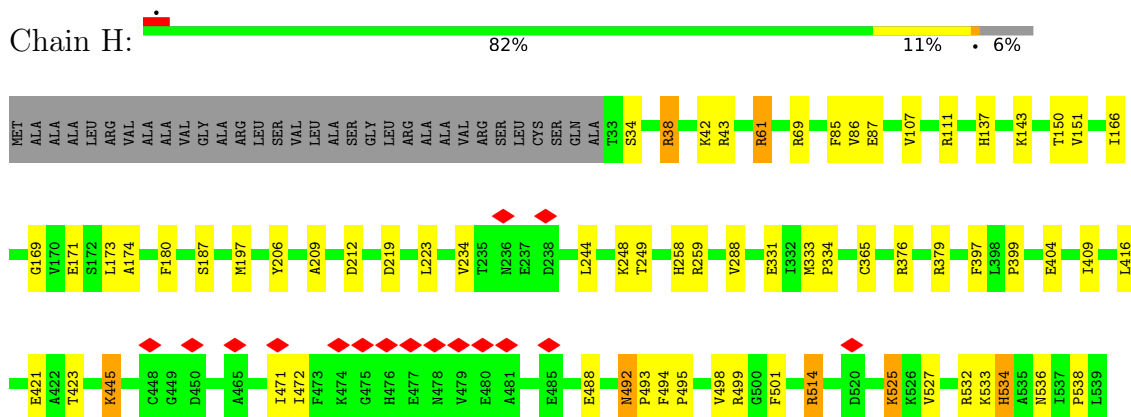 Chain H:
82% 11% • 6%
MET ALA ALA ALA LEU ARG VAL ALA ALA VAL GLY ALA ARG LEU SER VAL LEU ALA SER GLY LEU ARG ALA ALA VAL ARG SER LEU CYS SER GLN ALA T33 S34 R38 K42 R43 R61 R69 F85 V86 E87 V107 R111 H137 K143 T150 V151 I166
G169 V170 E171 S172 L173 A174 F180 S187 M197 Y206 A209 D212 D219 L223 V234 T235 N236 E237 D238 L244 K248 T249 H258 R259 V288 E331 I332 M333 P334 C365 R376 R379 F397 L398 P399 E404 I409 L416
E421 A422 T423 K445 C448 G449 D450 A465 I471 I472 F473 K474 G475 H476 E477 N478 V479 E480 A481 E485 E488 N492 P493 F494 P495 V498 R499 G500 F501 R514 D520 K525 K526 V527 R532 K533 H534 A535 N536 I537 P538 L539